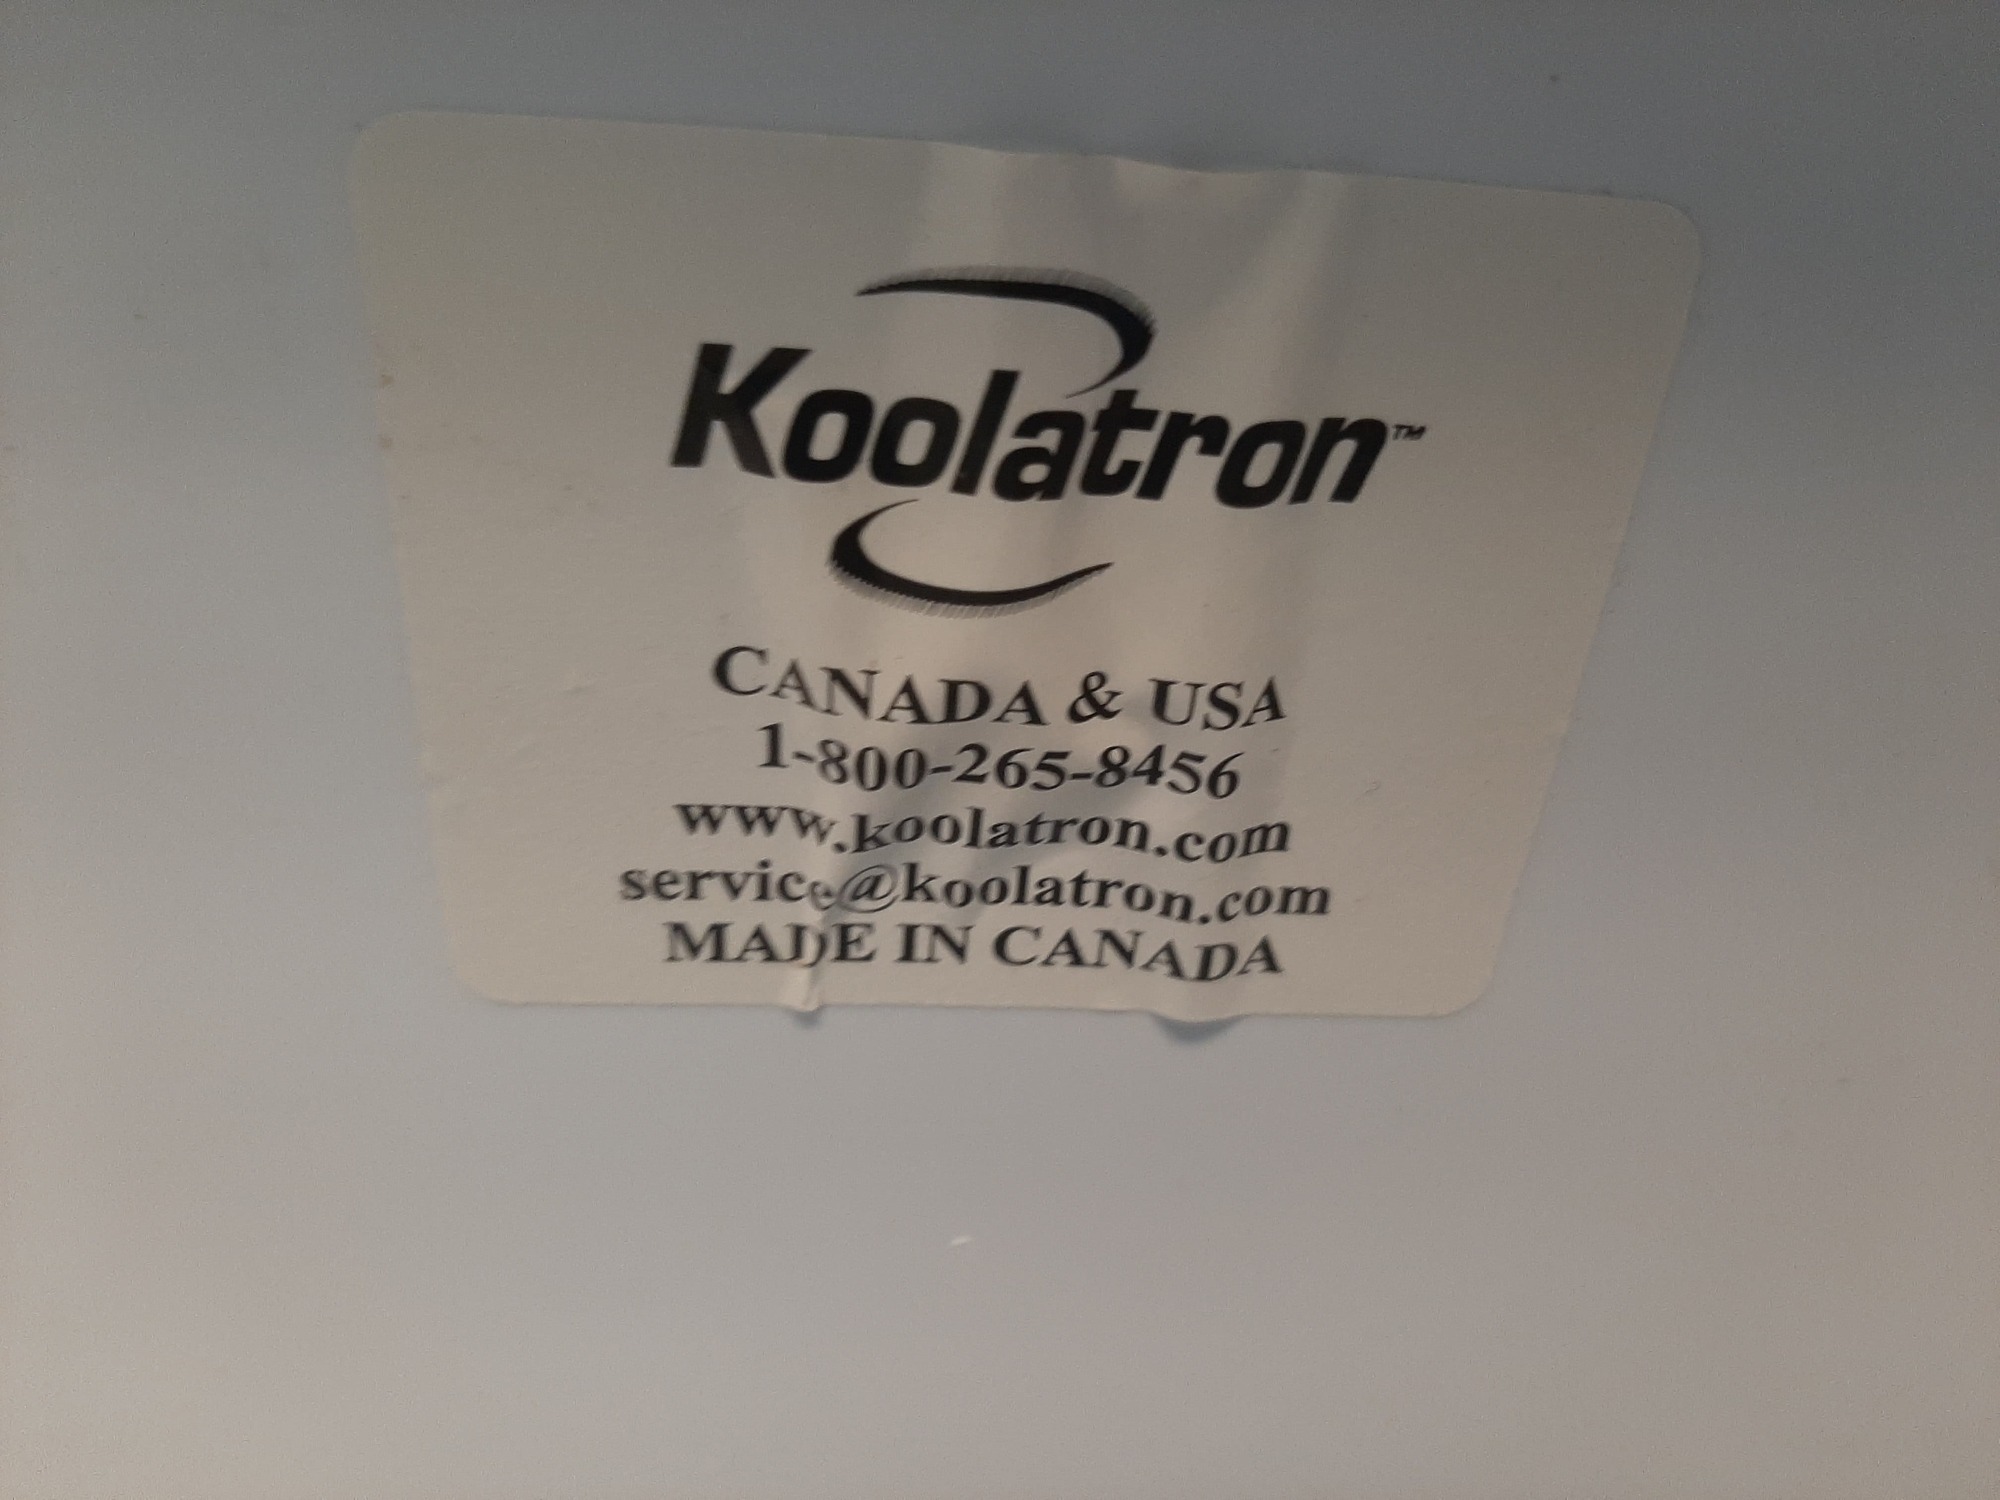 Koolatron™
CANADA & USA
1-800-265-8456
www.koolatron.com
service@koolatron.com
MADE IN CANADA